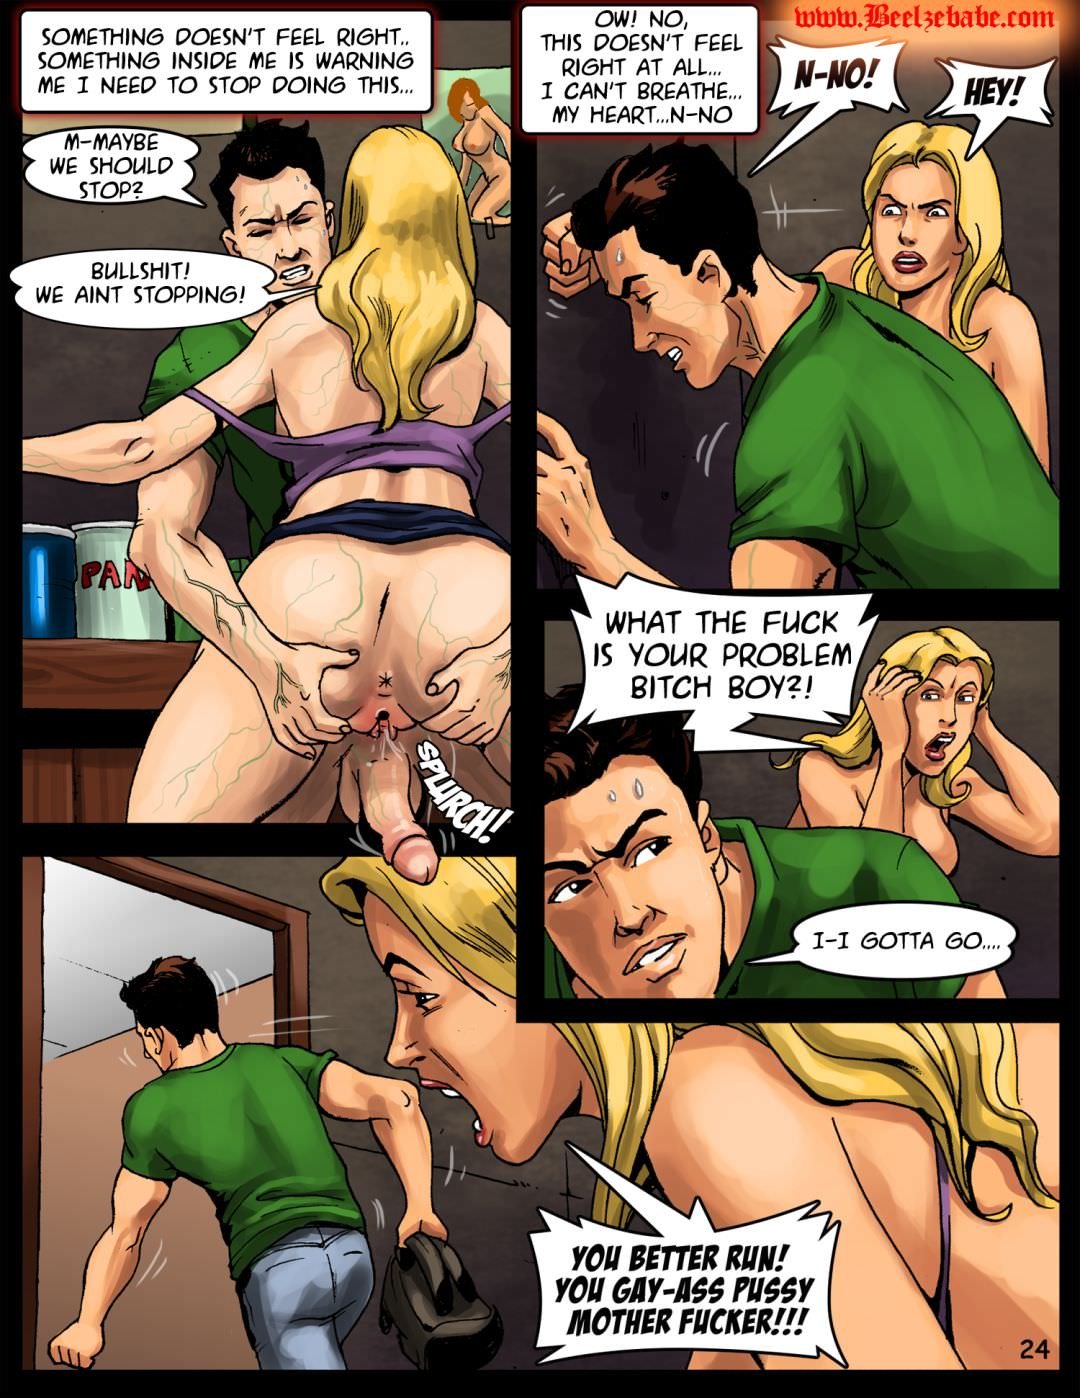 www.Beelzebabe.com
SOMETHING DOESN'T FEEL RIGHT..
SOMETHING INSIDE ME IS WARNING
ME I NEED TO STOP DOING THIS...
M-MAYBE
WE SHOULD
STOP?
BULLSHIT!
WE AINT STOPPING!
PAN
SPLURCH!
OW! NO,
THIS DOESN'T FEEL
RIGHT AT ALL...
I CAN'T BREATHE...
MY HEART...N-NO
N-NO!
HEY!
WHAT THE FUCK
IS YOUR PROBLEM
BITCH BOY?!
I-I GOTTA GO....
YOU BETTER RUN!
YOU GAY-ASS PUSSY
MOTHER FUCKER!!!
24